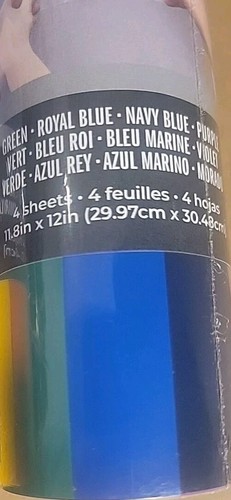 GREEN • ROYAL BLUE • NAVY BLUE • PURPLE
VERT • BLEU ROI • BLEU MARINE • VIOLET
VERDE • AZUL REY • AZUL MARINO • MORADO
4 sheets • 4 feuilles • 4 hojas
11.8in x 12in (29.97cm x 30.48cm)